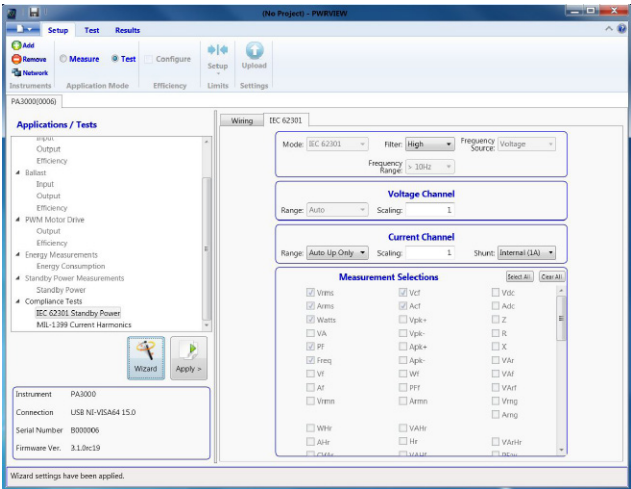 (No Project) - PWRVIEW
Setup Test Results
Add
Remove
Network
Measure Test
Configure
Setup
Upload
Instruments Application Mode Efficiency Limits Settings
PA3000(0006)
Applications / Tests
Input
Output
Efficiency
Ballast
Input
Output
Efficiency
PWM Motor Drive
Output
Efficiency
Energy Measurements
Energy Consumption
Standby Power Measurements
Standby Power
Compliance Tests
IEC 62301 Standby Power
MIL-1399 Current Harmonics
Wizard Apply >
Instrument PA3000
Connection USB NI-VISA64 15.0
Serial Number B000006
Firmware Ver. 3.1.0rc19
Wiring IEC 62301
Mode: IEC 62301 Filter: High Frequency Source: Voltage
Frequency Range: > 10Hz
Voltage Channel
Range: Auto Scaling: 1
Current Channel
Range: Auto Up Only Scaling: 1 Shunt: Internal (1A)
Measurement Selections Select All Clear All
Vrms Vcf Vdc
Arms Acf Adc
Watts Vpk+ Z
VA Vpk- R
Pf Apk+ X
Freq Apk- VAr
Vf Wf VAf
Af PFf VArf
Vrmn Armn Vrng
Arng
WHr VAHr
AHr Hr VArHr
Wizard settings have been applied.